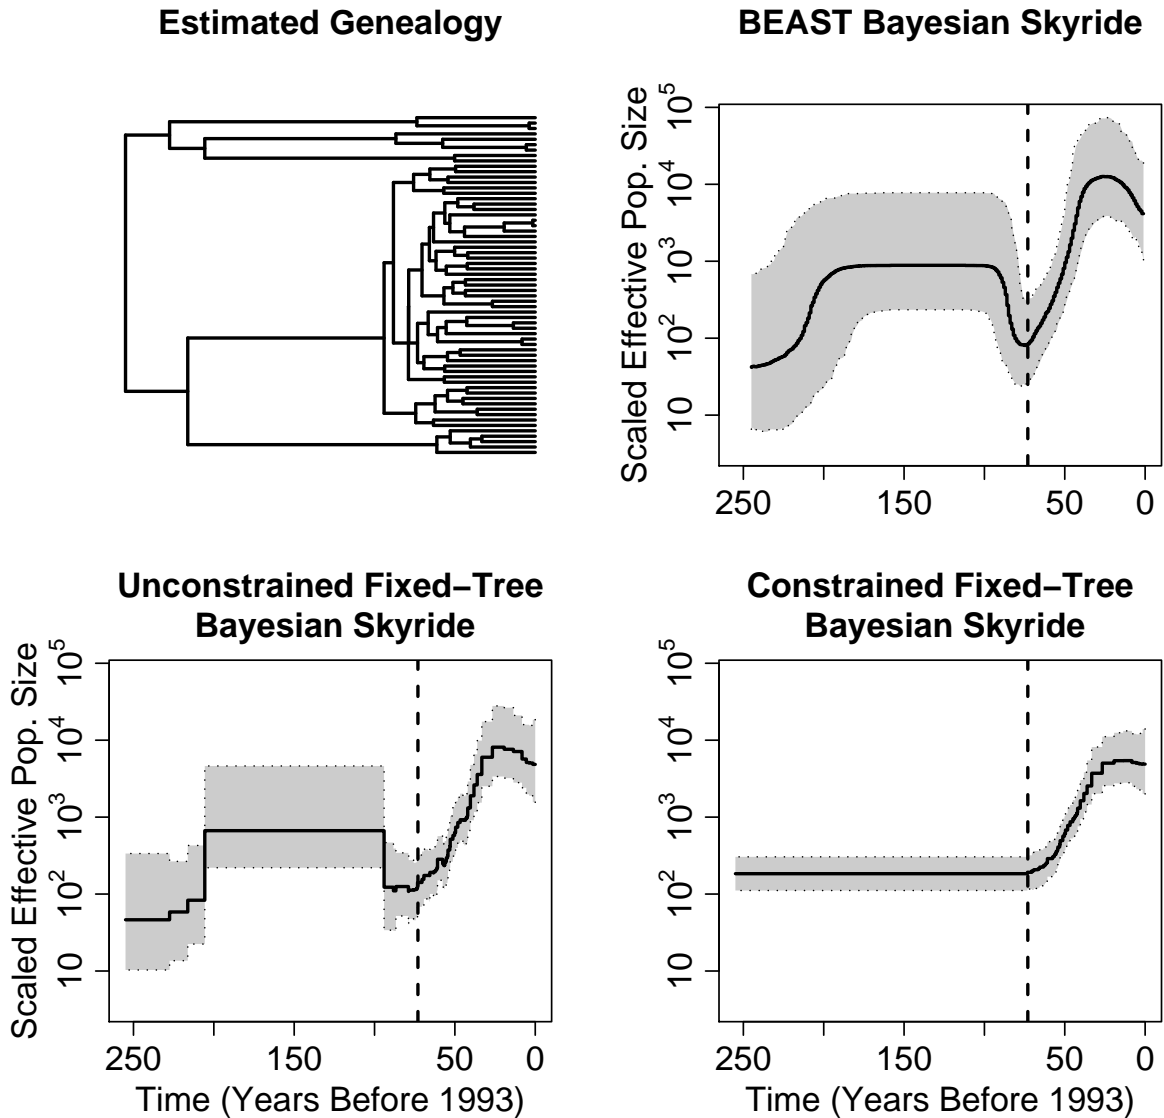 Estimated Genealogy
BEAST Bayesian Skyride
Scaled Effective Pop. Size
10^5
10^4
10^3
10^2
10
250
150
50
0
Unconstrained Fixed−Tree
Bayesian Skyride
Scaled Effective Pop. Size
10^5
10^4
10^3
10^2
10
250
150
50
0
Time (Years Before 1993)
Constrained Fixed−Tree
Bayesian Skyride
10^5
10^4
10^3
10^2
10
250
150
50
0
Time (Years Before 1993)